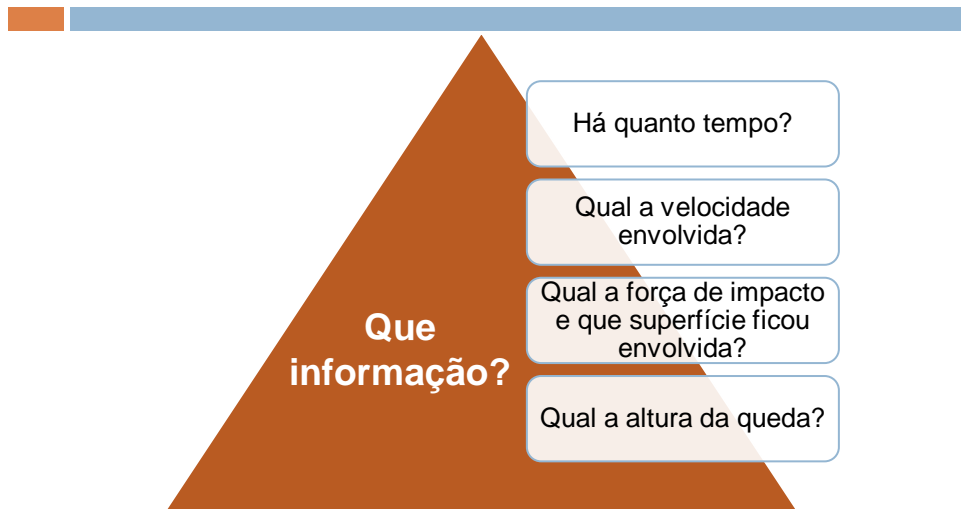 Há quanto tempo?
Qual a velocidade
envolvida?
Qual a força de impacto
e que superfície ficou
envolvida?
Qual a altura da queda?
Que
informação?